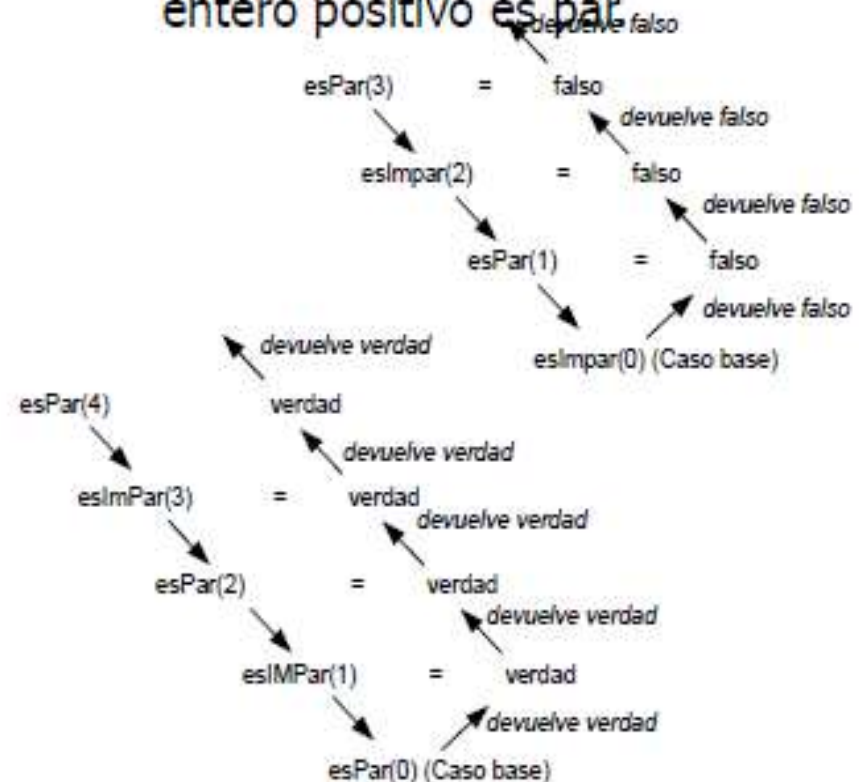 entero positivo es par.
devuelve falso
esPar(3) = falso
devuelve falso
esImpar(2) = falso
devuelve falso
esPar(1) = falso
devuelve falso
esImpar(0) (Caso base)
devuelve verdad
esPar(4) verdad
devuelve verdad
esImPar(3) = verdad
devuelve verdad
esPar(2) = verdad
devuelve verdad
esIMPar(1) = verdad
devuelve verdad
esPar(0) (Caso base)